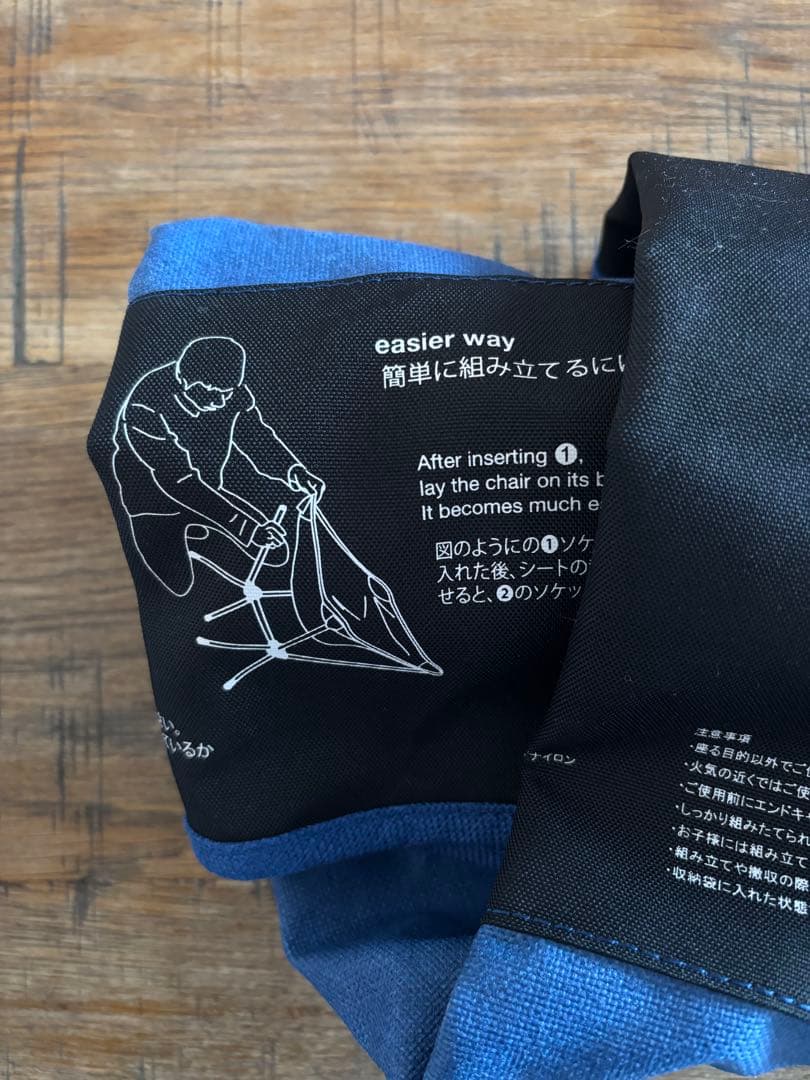 easier way
簡単に組み立てるに
After inserting ❶,
lay the chair on its
It becomes much
図のようにの❶ソケ
入れた後、シートの
せると、❷のソケッ
い。
いるか
ナイロン
注意事項
・座る目的以外でご
・火気の近くではご使
・ご使用前にエンドキ
・しっかり組みたてられ
・お子様には組み立て
・組み立てや撤収の際
・収納袋に入れた状態